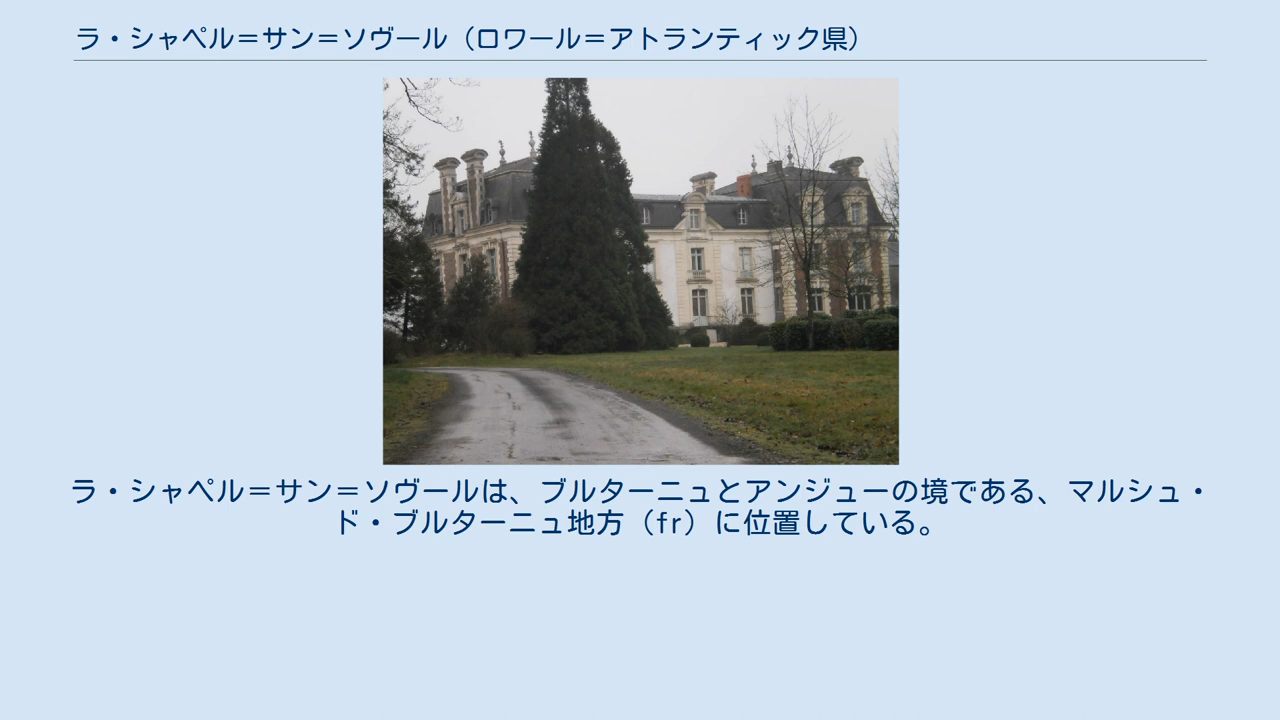 ラ・シャペル＝サン＝ソヴール（ロワール＝アトランティック県）
ラ・シャペル＝サン＝ソヴールは、ブルターニュとアンジューの境である、マルシュ・
ド・ブルターニュ地方（fr）に位置している。